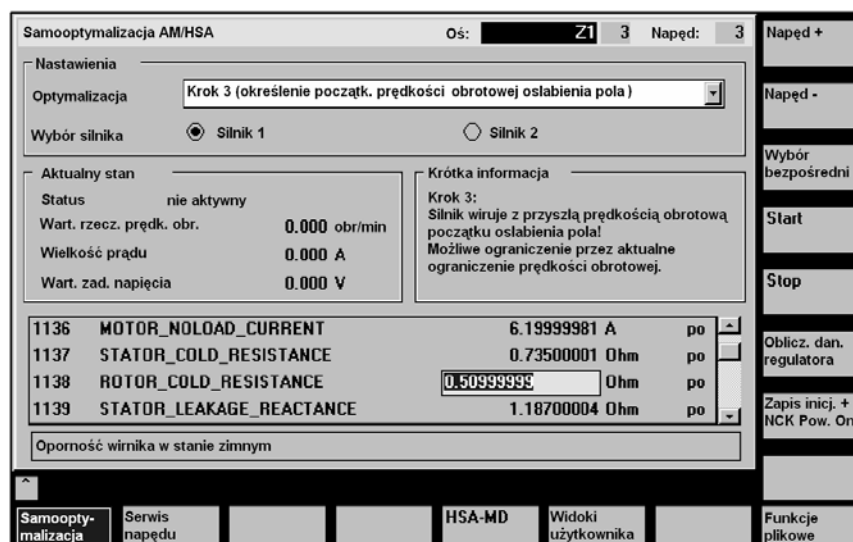 Samooptymalizacja AM/HSA
Oś: Z1 3 Napęd: 3
Nastawienia
Optymalizacja Krok 3 (określenie początk. prędkości obrotowej oslabienia pola)
Wybór silnika Silnik 1 Silnik 2
Aktualny stan
Status nie aktywny
Wart. rzecz. prędk. obr. 0.000 obr/min
Wielkość prądu 0.000 A
Wart. zad. napięcia 0.000 V
Krótka informacja
Krok 3:
Silnik wiruje z przyszłą prędkością obrotową
początku oslabienia pola!
Możliwe ograniczenie przez aktualne
ograniczenie prędkości obrotowej.
1136 MOTOR_NOLOAD_CURRENT 6.19999981 A po
1137 STATOR_COLD_RESISTANCE 0.73500001 Ohm po
1138 ROTOR_COLD_RESISTANCE 0.50999999 Ohm po
1139 STATOR_LEAKAGE_REACTANCE 1.18700004 Ohm po
Oporność wirnika w stanie zimnym
^
Napęd +
Napęd -
Wybór
bezpośredni
Start
Stop
Oblicz. dan.
regulatora
Zapis inicj. +
NCK Pow. On
Samoopty-
malizacja
Serwis
napędu
HSA-MD
Widoki
użytkownika
Funkcje
plikowe